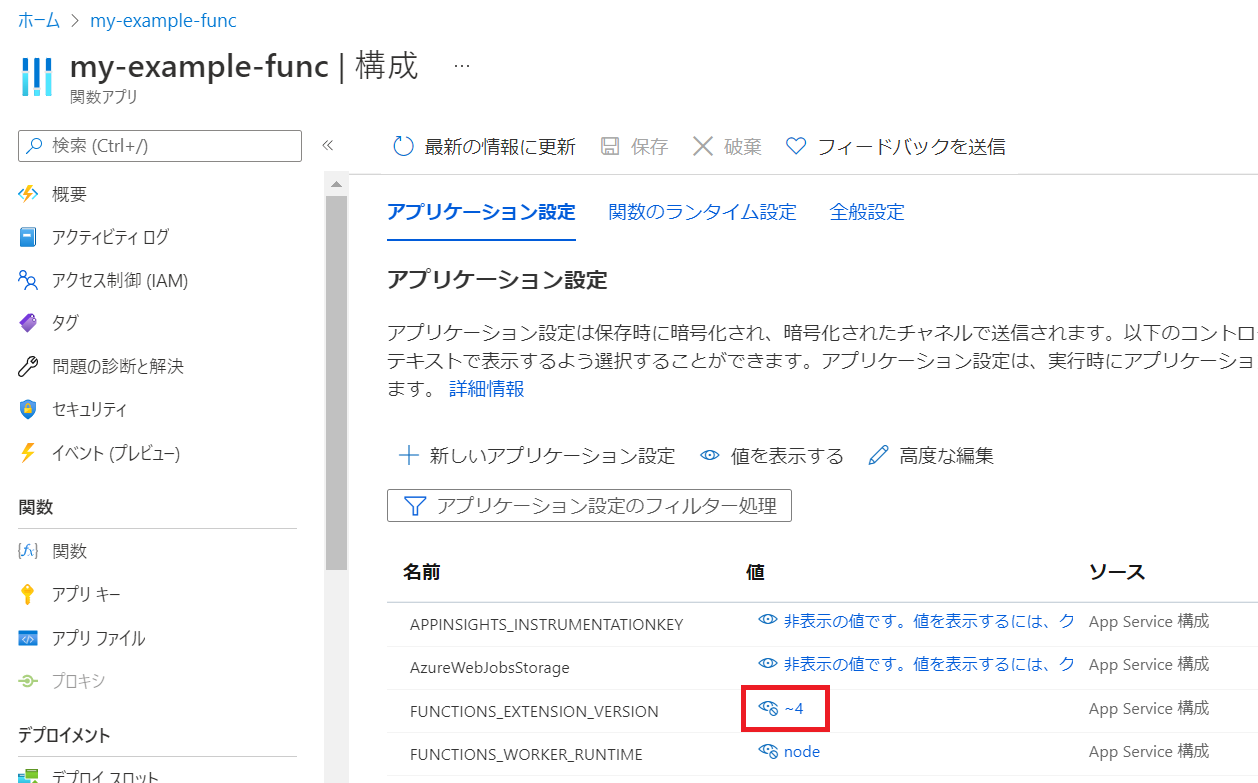 ホーム > my-example-func
my-example-func | 構成 …
関数アプリ
検索 (Ctrl+/) «
概要
アクティビティ ログ
アクセス制御 (IAM)
タグ
問題の診断と解決
セキュリティ
イベント (プレビュー)
関数
関数
アプリ キー
アプリ ファイル
プロキシ
デプロイメント
デプロイ スロット
最新の情報に更新 保存 破棄 フィードバックを送信
アプリケーション設定 関数のランタイム設定 全般設定
アプリケーション設定
アプリケーション設定は保存時に暗号化され、暗号化されたチャネルで送信されます。以下のコントロ
テキストで表示するよう選択することができます。アプリケーション設定は、実行時にアプリケーショ
ます。 詳細情報
新しいアプリケーション設定 値を表示する 高度な編集
アプリケーション設定のフィルター処理
名前 値 ソース
APPINSIGHTS_INSTRUMENTATIONKEY 非表示の値です。値を表示するには、ク App Service 構成
AzureWebJobsStorage 非表示の値です。値を表示するには、ク App Service 構成
FUNCTIONS_EXTENSION_VERSION ~4 App Service 構成
FUNCTIONS_WORKER_RUNTIME node App Service 構成